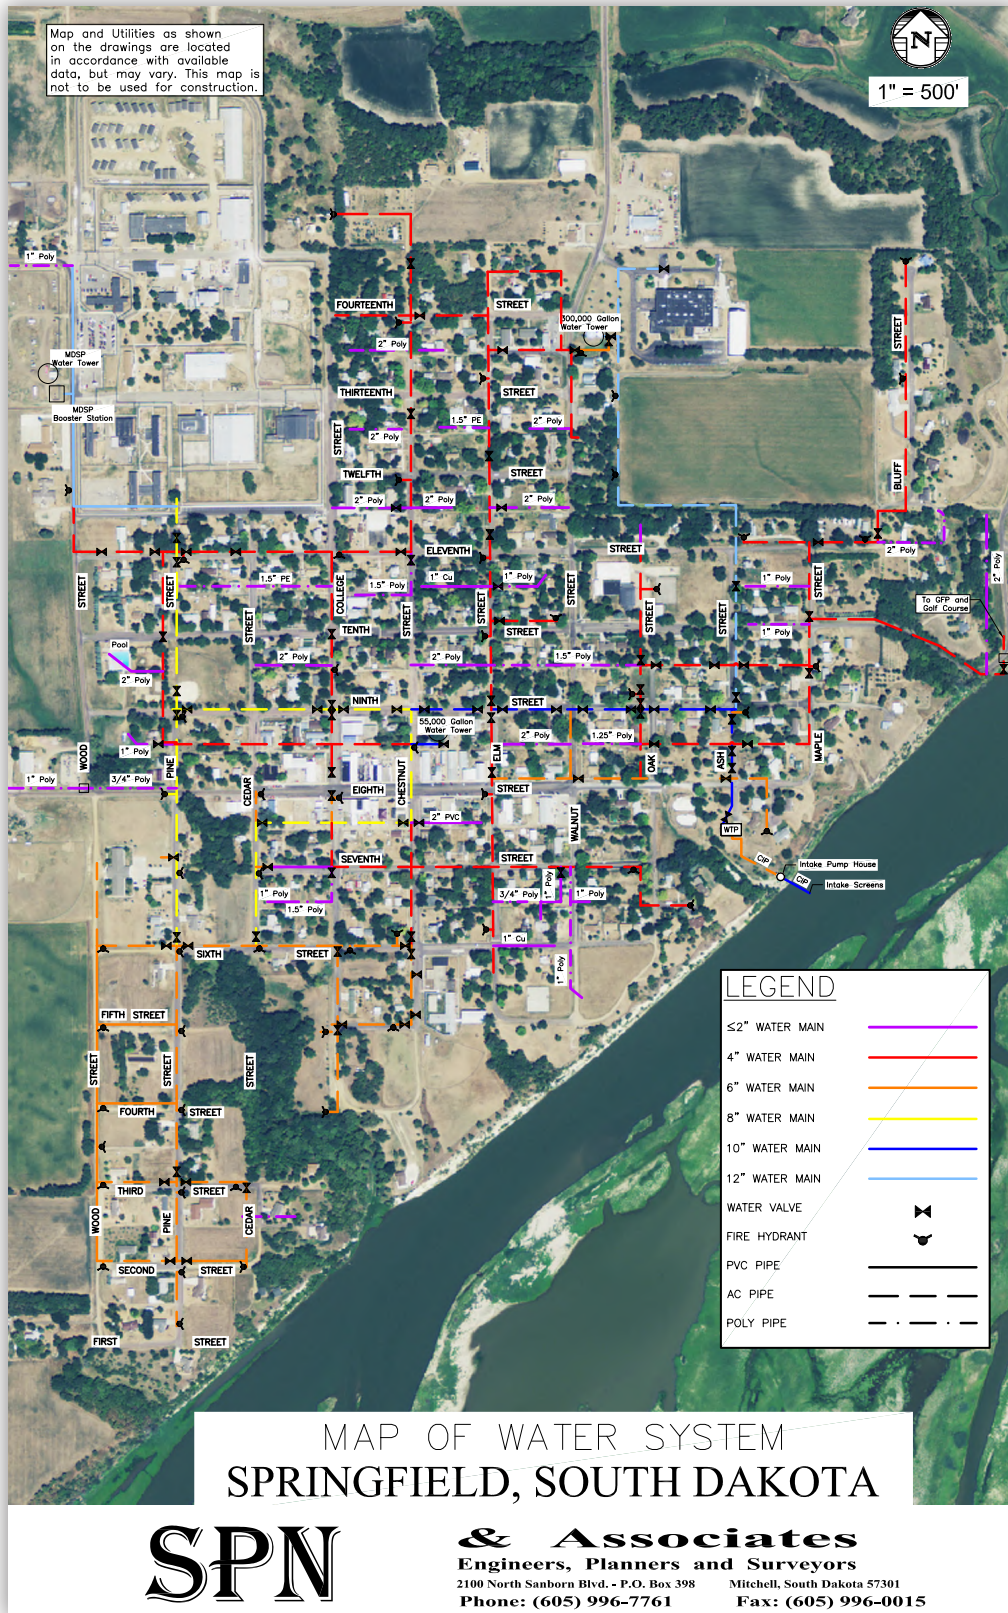 Map and Utilities as shown
on the drawings are located
in accordance with available
data, but may vary. This map is
not to be used for construction.
N
1" = 500'
1" Poly
FOURTEENTH
STREET
300,000 Gallon
Water Tower
STREET
2" Poly
MDSP
Water Tower
THIRTEENTH
STREET
MDSP
Booster Station
1.5" PE
2" Poly
2" Poly
STREET
TWELFTH
STREET
BLUFF
2" Poly
2" Poly
2" Poly
ELEVENTH
STREET
2" Poly
2" Poly
STREET
STREET
1.5" PE
COLLEGE
1.5" Poly
1" Cu
1" Poly
STREET
1" Poly
STREET
To GFP and
Golf Course
STREET
STREET
STREET
STREET
STREET
TENTH
STREET
1" Poly
Pool
2" Poly
2" Poly
2" Poly
1.5" Poly
NINTH
STREET
55,000 Gallon
Water Tower
2" Poly
1.25" Poly
WOOD
1" Poly
ELM
OAK
ASH
MAPLE
1" Poly
3/4" Poly
PINE
CEDAR
EIGHTH
CHESTNUT
STREET
2" PVC
WALNUT
WTP
SEVENTH
STREET
CIP
Intake Pump House
CIP
Intake Screens
1" Poly
1.5" Poly
3/4" Poly
1" Poly
1" Poly
SIXTH
STREET
1" Cu
1" Poly
FIFTH STREET
STREET
STREET
STREET
FOURTH
STREET
THIRD
STREET
WOOD
PINE
CEDAR
SECOND
STREET
FIRST
STREET
LEGEND
≤2" WATER MAIN
4" WATER MAIN
6" WATER MAIN
8" WATER MAIN
10" WATER MAIN
12" WATER MAIN
WATER VALVE
FIRE HYDRANT
PVC PIPE
AC PIPE
POLY PIPE
MAP OF WATER SYSTEM
SPRINGFIELD, SOUTH DAKOTA
SPN
& Associates
Engineers, Planners and Surveyors
2100 North Sanborn Blvd. - P.O. Box 398 Mitchell, South Dakota 57301
Phone: (605) 996-7761 Fax: (605) 996-0015